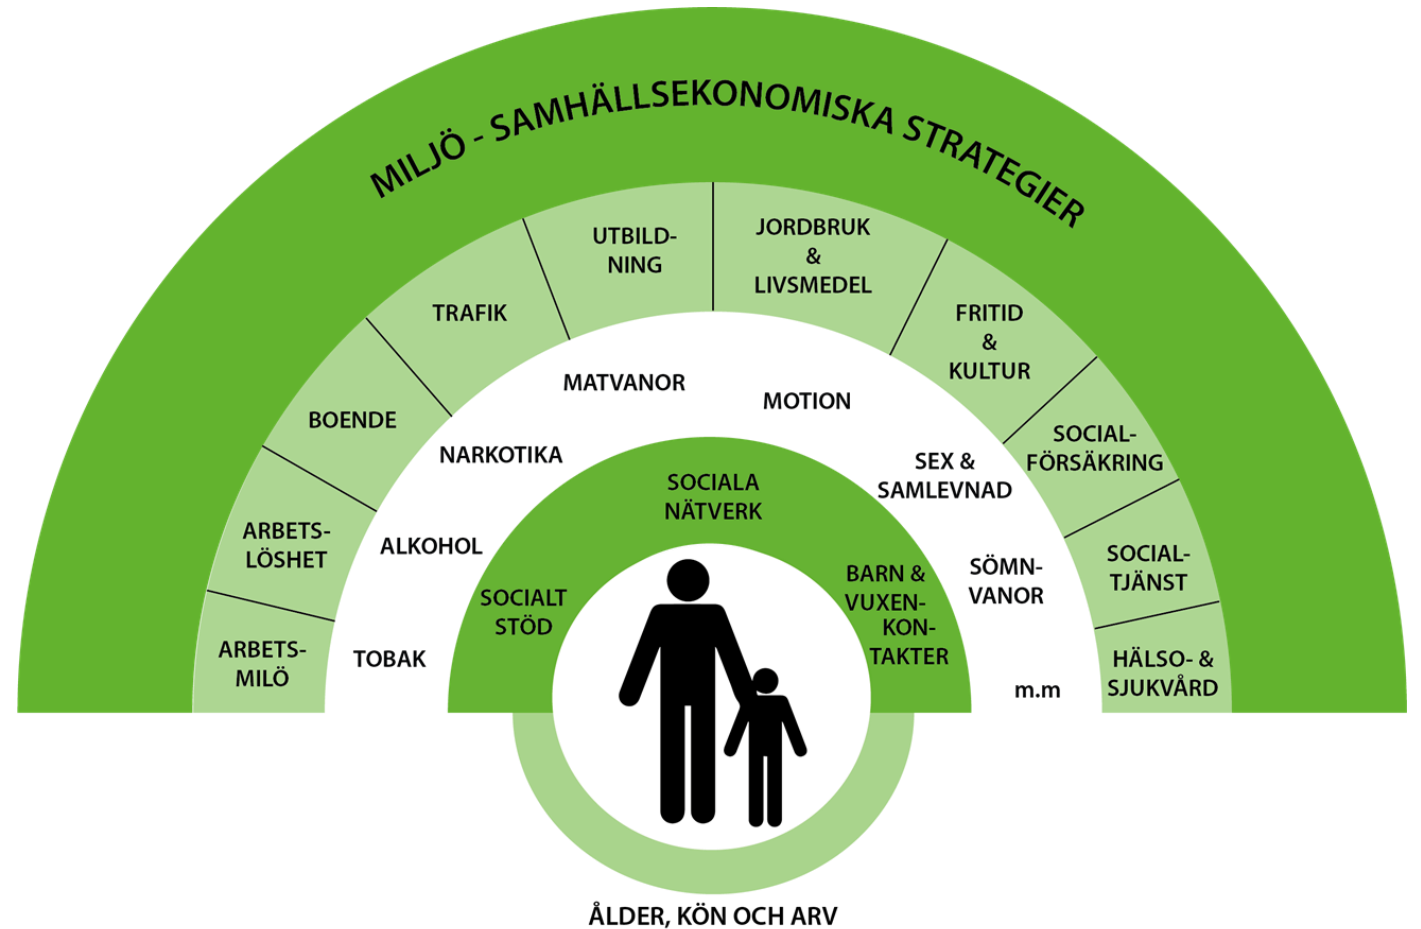 MILJÖ - SAMHÄLLSEKONOMISKA STRATEGIER
ARBETS-
MILÖ
ARBETS-
LÖSHET
BOENDE
TRAFIK
UTBILD-
NING
JORDBRUK
&
LIVSMEDEL
FRITID
&
KULTUR
SOCIAL-
FÖRSÄKRING
SOCIAL-
TJÄNST
HÄLSO- &
SJUKVÅRD
TOBAK
ALKOHOL
NARKOTIKA
MATVANOR
MOTION
SEX &
SAMLEVNAD
SÖMN-
VANOR
m.m
SOCIALT
STÖD
SOCIALA
NÄTVERK
BARN &
VUXEN-
KON-
TAKTER
ÅLDER, KÖN OCH ARV